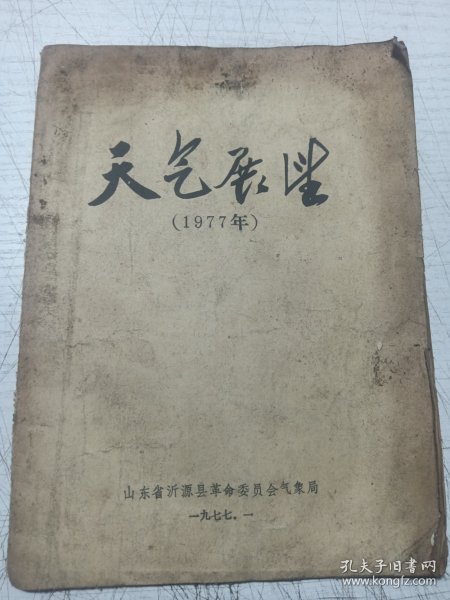 天气展望
(1977年)
山东省沂源县革命委员会气象局
一九七七.一
孔夫子旧书网
www.kongfz.com